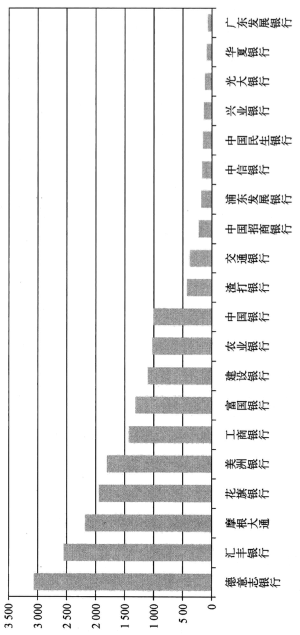 3 500
3 000
2 500
2 000
1 500
1 000
5 00
0
德意志银行
汇丰银行
摩根大通
花旗银行
美洲银行
工商银行
富国银行
建设银行
农业银行
中国银行
渣打银行
交通银行
中国招商银行
浦东发展银行
中信银行
中国民生银行
兴业银行
光大银行
华夏银行
广东发展银行